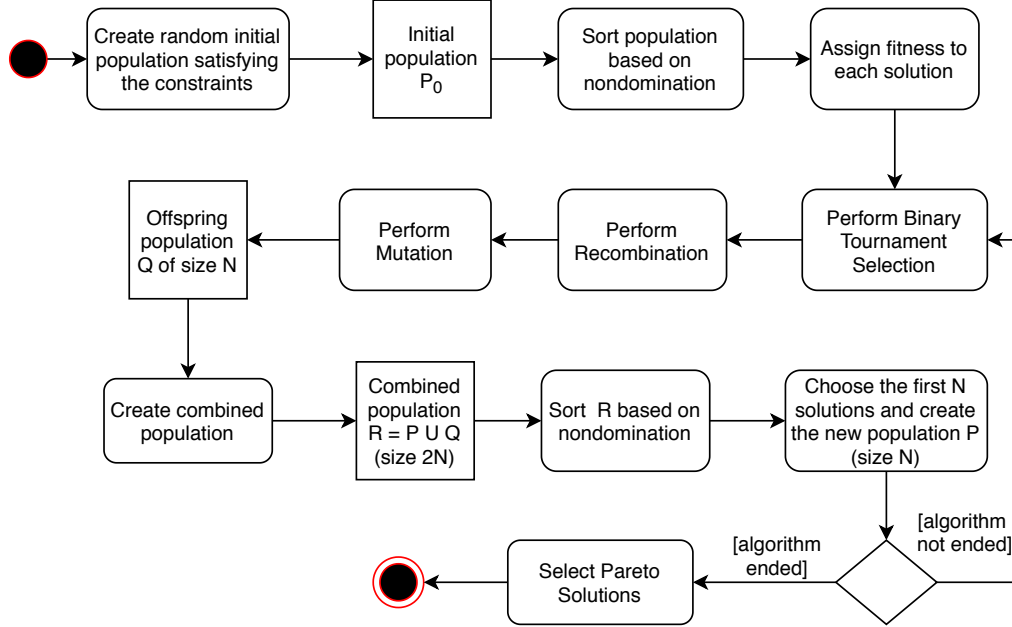 Create random initial
population satisfying
the constraints
Initial
population
P0
Sort population
based on
nondomination
Assign fitness to
each solution
Offspring
population
Q of size N
Perform
Mutation
Perform
Recombination
Perform Binary
Tournament
Selection
Create combined
population
Combined
population
R = P U Q
(size 2N)
Sort R based on
nondomination
Choose the first N
solutions and create
the new population P
(size N)
[algorithm
not ended]
[algorithm
ended]
Select Pareto
Solutions